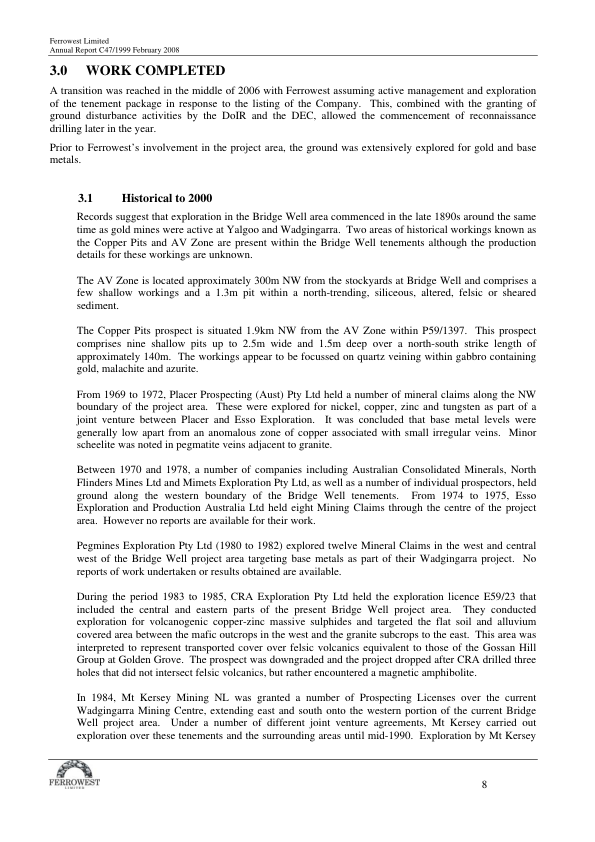 Ferrowest Limited
Annual Report C47/1999 February 2008
3.0 WORK COMPLETED
A transition was reached in the middle of 2006 with Ferrowest assuming active management and exploration
of the tenement package in response to the listing of the Company. This, combined with the granting of
ground disturbance activities by the DoIR and the DEC, allowed the commencement of reconnaissance
drilling later in the year.
Prior to Ferrowest's involvement in the project area, the ground was extensively explored for gold and base
metals.
3.1 Historical to 2000
Records suggest that exploration in the Bridge Well area commenced in the late 1890s around the same
time as gold mines were active at Yalgoo and Wadgingarra. Two areas of historical workings known as
the Copper Pits and AV Zone are present within the Bridge Well tenements although the production
details for these workings are unknown.
The AV Zone is located approximately 300m NW from the stockyards at Bridge Well and comprises a
few shallow workings and a 1.3m pit within a north-trending, siliceous, altered, felsic or sheared
sediment.
The Copper Pits prospect is situated 1.9km NW from the AV Zone within P59/1397. This prospect
comprises nine shallow pits up to 2.5m wide and 1.5m deep over a north-south strike length of
approximately 140m. The workings appear to be focussed on quartz veining within gabbro containing
gold, malachite and azurite.
From 1969 to 1972, Placer Prospecting (Aust) Pty Ltd held a number of mineral claims along the NW
boundary of the project area. These were explored for nickel, copper, zinc and tungsten as part of a
joint venture between Placer and Esso Exploration. It was concluded that base metal levels were
generally low apart from an anomalous zone of copper associated with small irregular veins. Minor
scheelite was noted in pegmatite veins adjacent to granite.
Between 1970 and 1978, a number of companies including Australian Consolidated Minerals, North
Flinders Mines Ltd and Mimets Exploration Pty Ltd, as well as a number of individual prospectors, held
ground along the western boundary of the Bridge Well tenements. From 1974 to 1975, Esso
Exploration and Production Australia Ltd held eight Mining Claims through the centre of the project
area. However no reports are available for their work.
Pegmines Exploration Pty Ltd (1980 to 1982) explored twelve Mineral Claims in the west and central
west of the Bridge Well project area targeting base metals as part of their Wadgingarra project. No
reports of work undertaken or results obtained are available.
During the period 1983 to 1985, CRA Exploration Pty Ltd held the exploration licence E59/23 that
included the central and eastern parts of the present Bridge Well project area. They conducted
exploration for volcanogenic copper-zinc massive sulphides and targeted the flat soil and alluvium
covered area between the mafic outcrops in the west and the granite subcrops to the east. This area was
interpreted to represent transported cover over felsic volcanics equivalent to those of the Gossan Hill
Group at Golden Grove. The prospect was downgraded and the project dropped after CRA drilled three
holes that did not intersect felsic volcanics, but rather encountered a magnetic amphibolite.
In 1984, Mt Kersey Mining NL was granted a number of Prospecting Licenses over the current
Wadgingarra Mining Centre, extending east and south onto the western portion of the current Bridge
Well project area. Under a number of different joint venture agreements, Mt Kersey carried out
exploration over these tenements and the surrounding areas until mid-1990. Exploration by Mt Kersey
FERROWEST
LIMITED
8